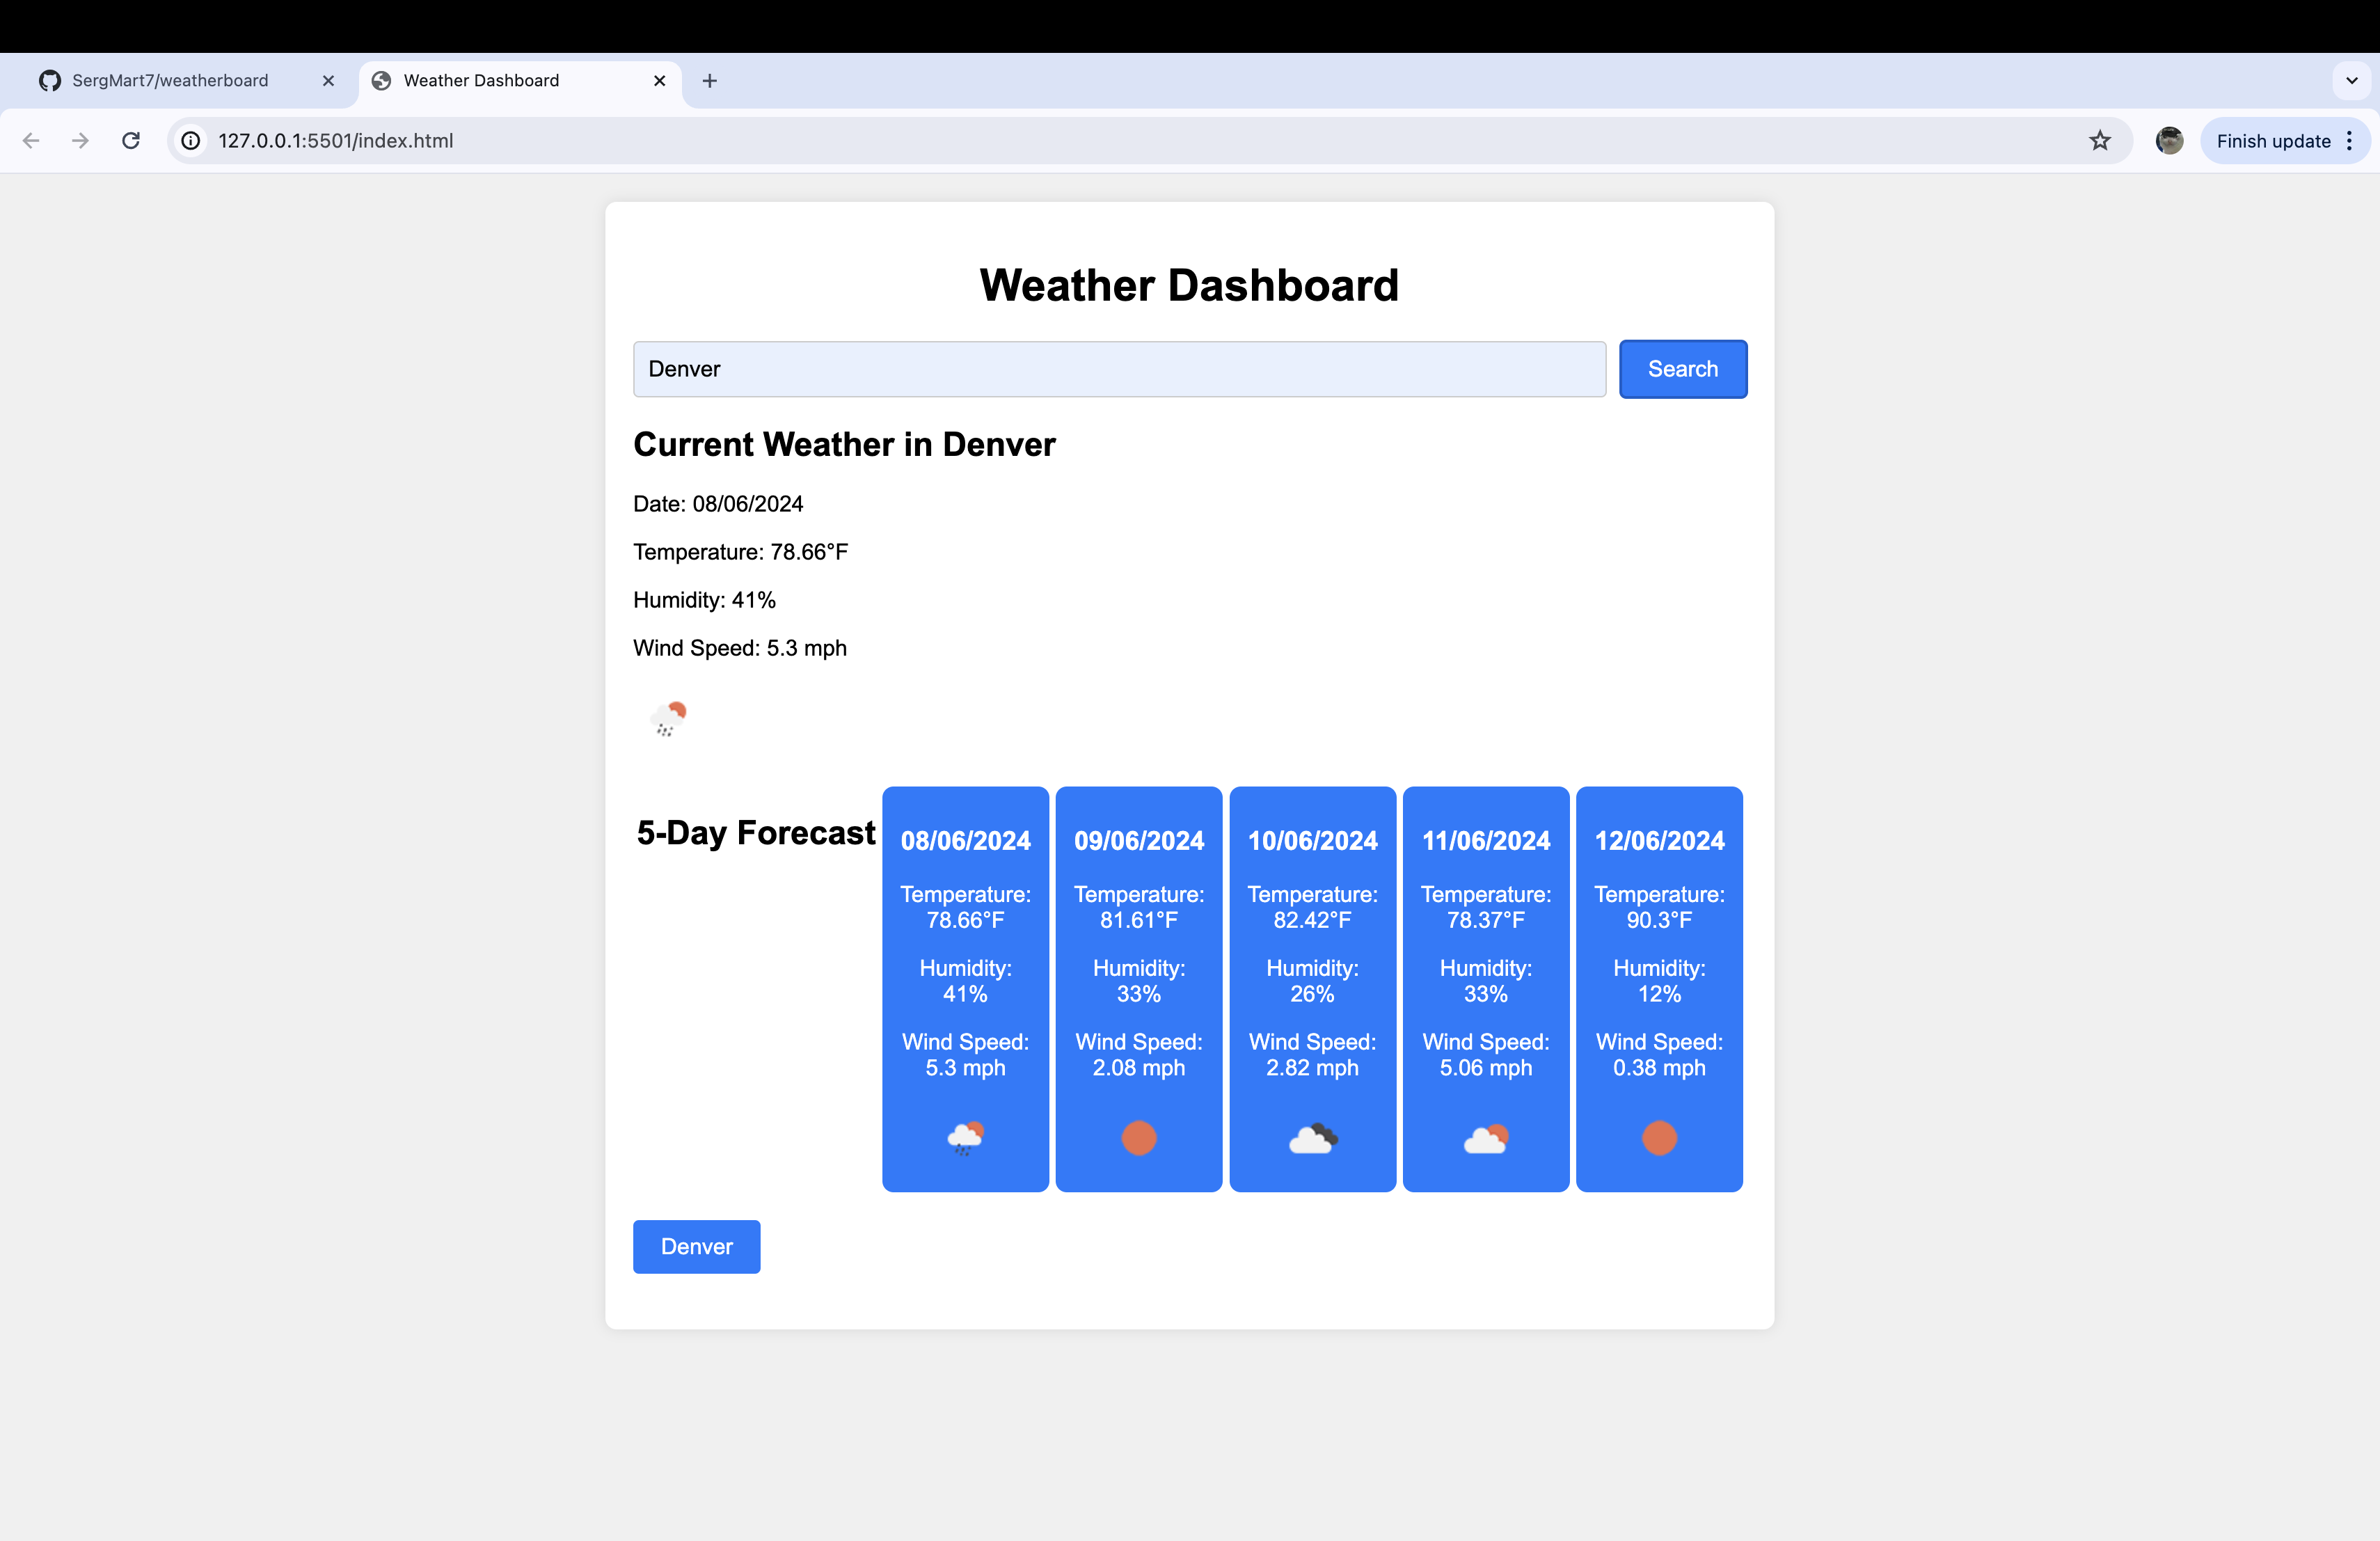 SergMart7/weatherboard
Weather Dashboard
127.0.0.1:5501/index.html
Finish update
Weather Dashboard
Denver
Search
Current Weather in Denver
Date: 08/06/2024
Temperature: 78.66°F
Humidity: 41%
Wind Speed: 5.3 mph
5-Day Forecast
08/06/2024
Temperature:
78.66°F
Humidity:
41%
Wind Speed:
5.3 mph
09/06/2024
Temperature:
81.61°F
Humidity:
33%
Wind Speed:
2.08 mph
10/06/2024
Temperature:
82.42°F
Humidity:
26%
Wind Speed:
2.82 mph
11/06/2024
Temperature:
78.37°F
Humidity:
33%
Wind Speed:
5.06 mph
12/06/2024
Temperature:
90.3°F
Humidity:
12%
Wind Speed:
0.38 mph
Denver